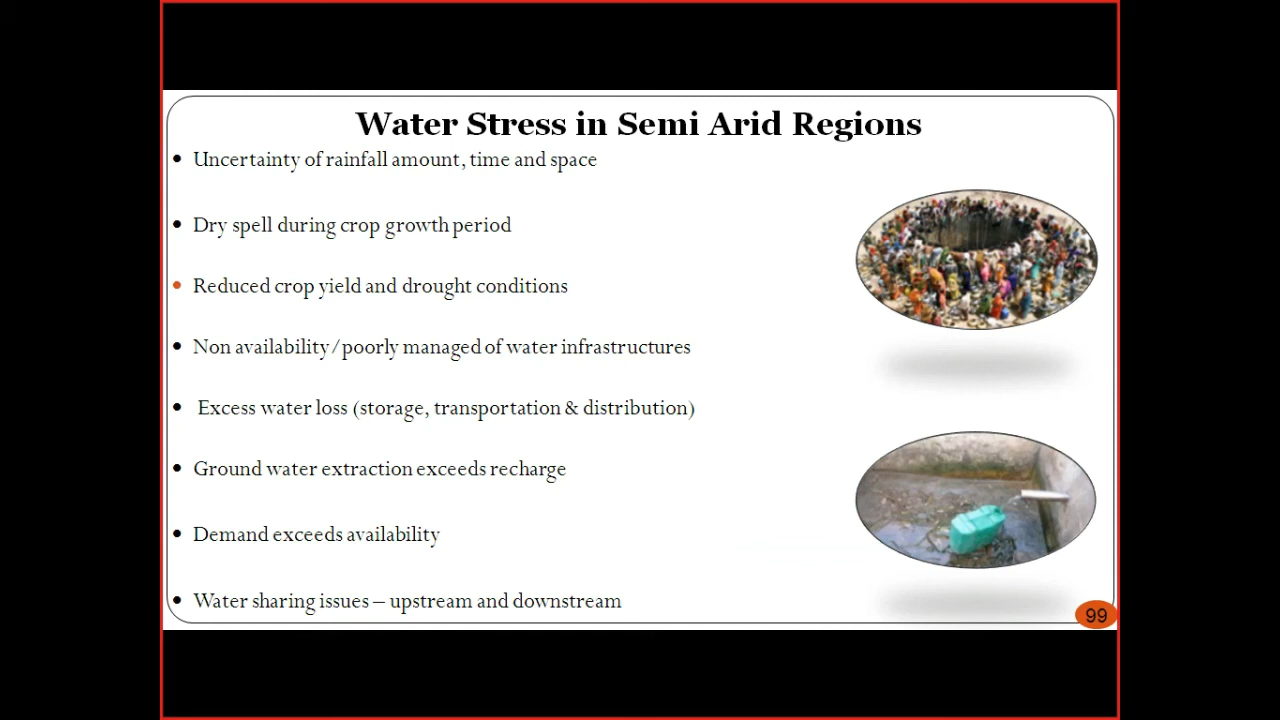 Water Stress in Semi Arid Regions
• Uncertainty of rainfall amount, time and space
• Dry spell during crop growth period
• Reduced crop yield and drought conditions
• Non availability/poorly managed of water infrastructures
• Excess water loss (storage, transportation & distribution)
• Ground water extraction exceeds recharge
• Demand exceeds availability
• Water sharing issues – upstream and downstream
99